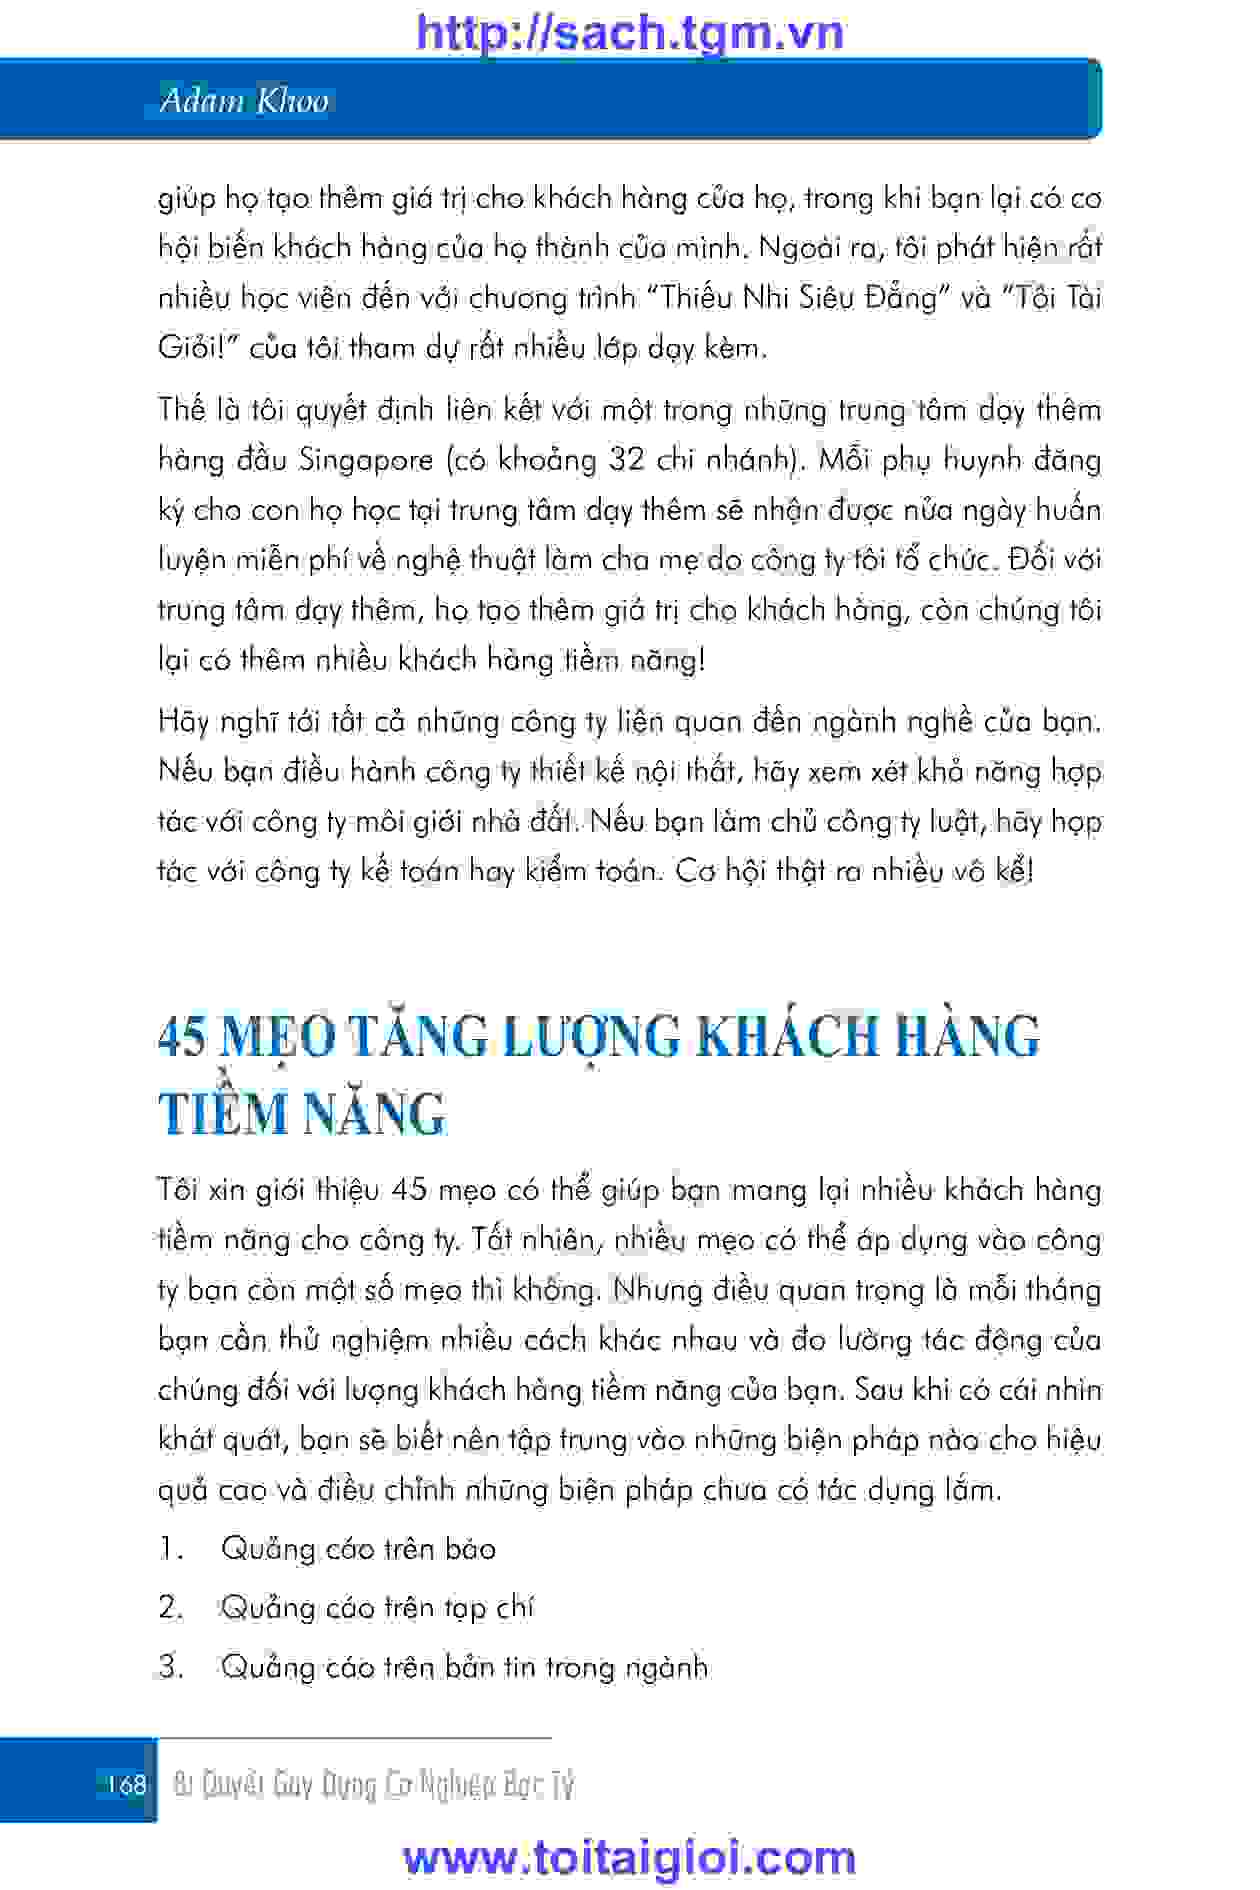 http://sach.tgm.vn
Adam Khoo
giúp họ tạo thêm giá trị cho khách hàng của họ, trong khi bạn lại có cơ
hội biến khách hàng của họ thành của mình. Ngoài ra, tôi phát hiện rất
nhiều học viên đến với chương trình “Thiếu Nhi Siêu Đẳng” và “Tôi Tài
Giỏi!” của tôi tham dự rất nhiều lớp dạy kèm.
Thế là tôi quyết định liên kết với một trong những trung tâm dạy thêm
hàng đầu Singapore (có khoảng 32 chi nhánh). Mỗi phụ huynh đăng
ký cho con họ học tại trung tâm dạy thêm sẽ nhận được nửa ngày huấn
luyện miễn phí về nghệ thuật làm cha mẹ do công ty tôi tổ chức. Đối với
trung tâm dạy thêm, họ tạo thêm giá trị cho khách hàng, còn chúng tôi
lại có thêm nhiều khách hàng tiềm năng!
Hãy nghĩ tới tất cả những công ty liên quan đến ngành nghề của bạn.
Nếu bạn điều hành công ty thiết kế nội thất, hãy xem xét khả năng hợp
tác với công ty môi giới nhà đất. Nếu bạn làm chủ công ty luật, hãy hợp
tác với công ty kế toán hay kiểm toán. Cơ hội thật ra nhiều vô kể!
45 MẸO TĂNG LƯỢNG KHÁCH HÀNG
TIỀM NĂNG
Tôi xin giới thiệu 45 mẹo có thể giúp bạn mang lại nhiều khách hàng
tiềm năng cho công ty. Tất nhiên, nhiều mẹo có thể áp dụng vào công
ty bạn còn một số mẹo thì không. Nhưng điều quan trọng là mỗi tháng
bạn cần thử nghiệm nhiều cách khác nhau và đo lường tác động của
chúng đối với lượng khách hàng tiềm năng của bạn. Sau khi có cái nhìn
khát quát, bạn sẽ biết nên tập trung vào những biện pháp nào cho hiệu
quả cao và điều chỉnh những biện pháp chưa có tác dụng lắm.
1. Quảng cáo trên báo
2. Quảng cáo trên tạp chí
3. Quảng cáo trên bản tin trong ngành
168 Bí Quyết Gây Dựng Cơ Nghiệp Bạc Tỷ
www.toitaigioi.com